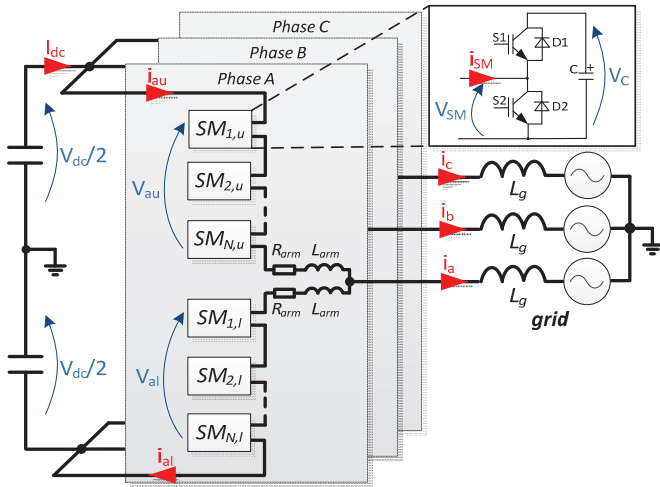 Phase C
Phase B
Phase A
I_dc
i_au
V_dc/2
V_au
SM_1,u
SM_2,u
SM_N,u
R_arm L_arm
R_arm L_arm
SM_1,l
SM_2,l
SM_N,l
V_dc/2
V_al
i_al
S1
D1
i_SM
C
+
V_C
S2
D2
V_SM
i_c
L_g
i_b
L_g
i_a
L_g
grid